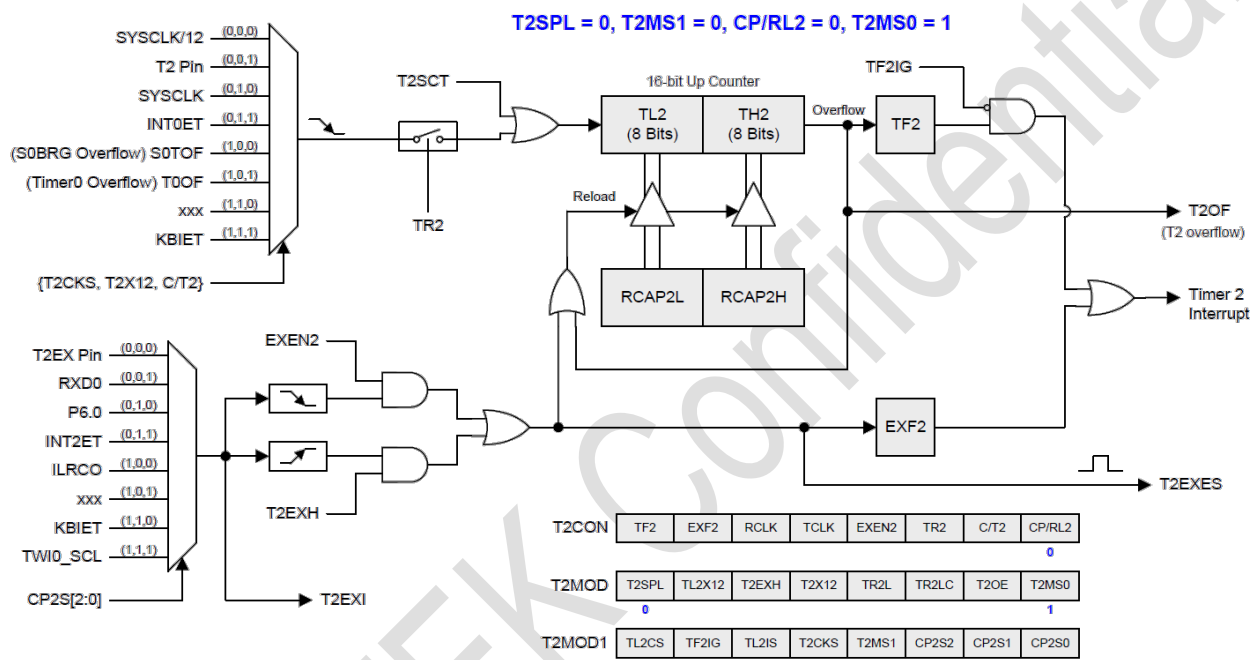 T2SPL = 0, T2MS1 = 0, CP/RL2 = 0, T2MS0 = 1
SYSCLK/12 (0,0,0)
T2 Pin (0,0,1)
SYSCLK (0,1,0)
INT0ET (0,1,1)
(S0BRG Overflow) S0TOF (1,0,0)
(Timer0 Overflow) T0OF (1,0,1)
xxx (1,1,0)
KBIET (1,1,1)
{T2CKS, T2X12, C/T2}
TR2
T2SCT
16-bit Up Counter
TL2
(8 Bits)
TH2
(8 Bits)
Overflow
TF2IG
TF2
Reload
RCAP2L
RCAP2H
T2OF
(T2 overflow)
Timer 2
Interrupt
T2EX Pin (0,0,0)
RXD0 (0,0,1)
P6.0 (0,1,0)
INT2ET (0,1,1)
ILRCO (1,0,0)
xxx (1,0,1)
KBIET (1,1,0)
TWI0_SCL (1,1,1)
CP2S[2:0]
EXEN2
T2EXH
T2EXI
EXF2
T2EXES
T2CON TF2 EXF2 RCLK TCLK EXEN2 TR2 C/T2 CP/RL2
0
T2MOD T2SPL TL2X12 T2EXH T2X12 TR2L TR2LC T2OE T2MS0
0 1
T2MOD1 TL2CS TF2IG TL2IS T2CKS T2MS1 CP2S2 CP2S1 CP2S0